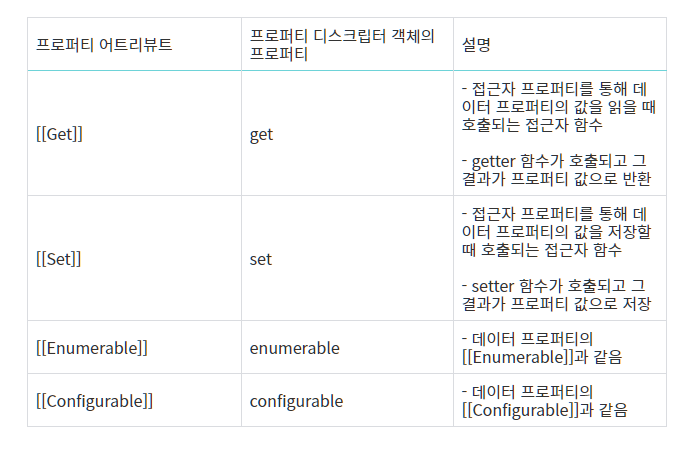 프로퍼티 어트리뷰트
프로퍼티 디스크립터 객체의
프로퍼티
설명
[[Get]]
get
- 접근자 프로퍼티를 통해 데
이터 프로퍼티의 값을 읽을 때
호출되는 접근자 함수
- getter 함수가 호출되고 그
결과가 프로퍼티 값으로 반환
[[Set]]
set
- 접근자 프로퍼티를 통해 데
이터 프로퍼티의 값을 저장할
때 호출되는 접근자 함수
- setter 함수가 호출되고 그
결과가 프로퍼티 값으로 저장
[[Enumerable]]
enumerable
- 데이터 프로퍼티의
[[Enumerable]]과 같음
[[Configurable]]
configurable
- 데이터 프로퍼티의
[[Configurable]]과 같음